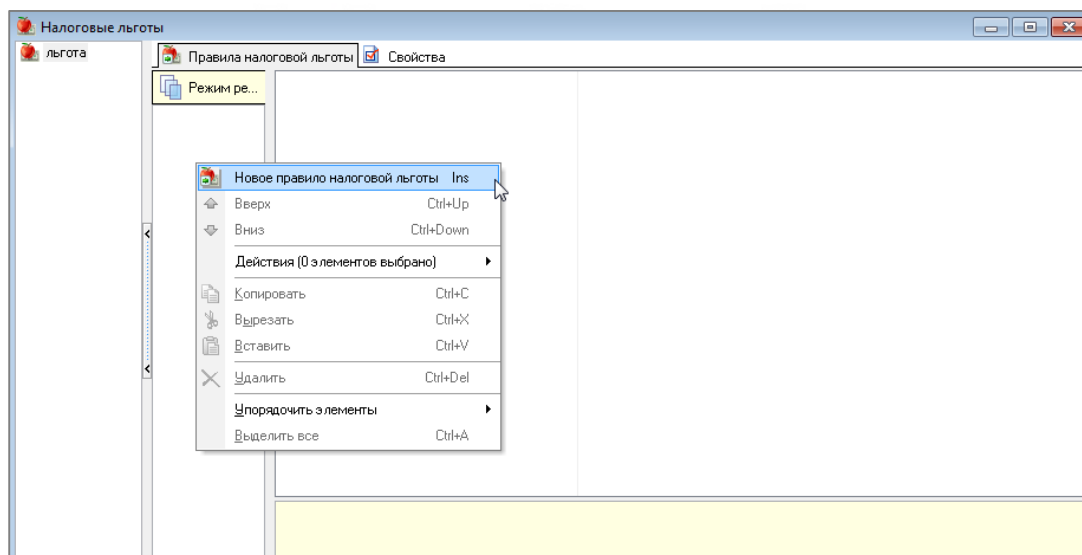 Налоговые льготы
льгота
Правила налоговой льготы Свойства
Режим ре...
Новое правило налоговой льготы Ins
Вверх Ctrl+Up
Вниз Ctrl+Down
Действия (0 элементов выбрано)
Копировать Ctrl+C
Вырезать Ctrl+X
Вставить Ctrl+V
Удалить Ctrl+Del
Упорядочить элементы
Выделить все Ctrl+A